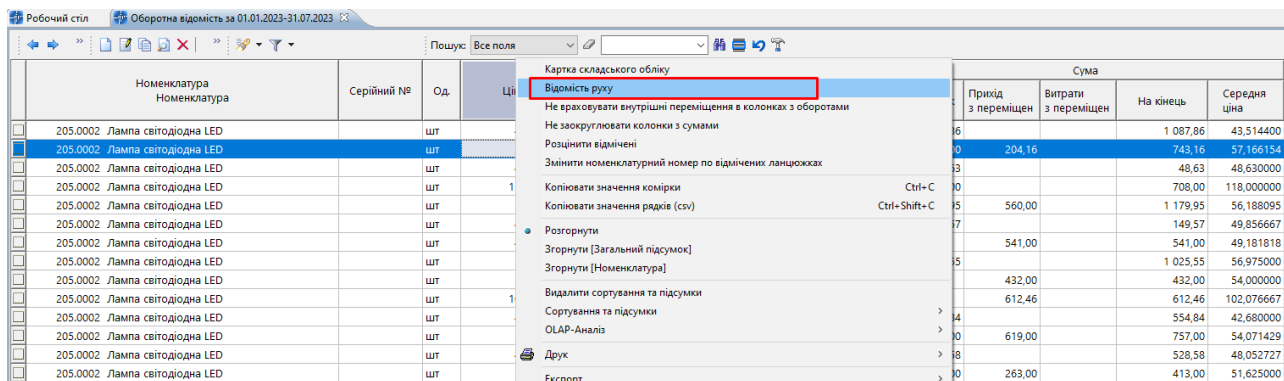 Робочий стіл Оборотна відомість за 01.01.2023-31.07.2023
Пошук: Все поля
Номенклатура
Номенклатура
Серійний №
Од.
Сума
Прихід
з переміщен
Витрати
з переміщен
На кінець
Середня
ціна
Картка складського обліку
Відомість руху
Не враховувати внутрішні переміщення в колонках з оборотами
Не заокруглювати колонки з сумами
Розцінити відмічені
Змінити номенклатурний номер по відмічених ланцюжках
Копіювати значення комірки Ctrl+C
Копіювати значення рядків (csv) Ctrl+Shift+C
Розгорнути
Згорнути [Загальний підсумок]
Згорнути [Номенклатура]
Видалити сортування та підсумки
Сортування та підсумки
OLAP-Аналіз
Друк
Експорт
205.0002 Лампа світодіодна LED шт 1 087,86 43,514400
205.0002 Лампа світодіодна LED шт 204,16 743,16 57,166154
205.0002 Лампа світодіодна LED шт 48,63 48,630000
205.0002 Лампа світодіодна LED шт 708,00 118,000000
205.0002 Лампа світодіодна LED шт 560,00 1 179,95 56,188095
205.0002 Лампа світодіодна LED шт 149,57 49,856667
205.0002 Лампа світодіодна LED шт 541,00 541,00 49,181818
205.0002 Лампа світодіодна LED шт 1 025,55 56,975000
205.0002 Лампа світодіодна LED шт 432,00 432,00 54,000000
205.0002 Лампа світодіодна LED шт 612,46 612,46 102,076667
205.0002 Лампа світодіодна LED шт 554,84 42,680000
205.0002 Лампа світодіодна LED шт 619,00 757,00 54,071429
205.0002 Лампа світодіодна LED шт 528,58 48,052727
205.0002 Лампа світодіодна LED шт 263,00 413,00 51,625000